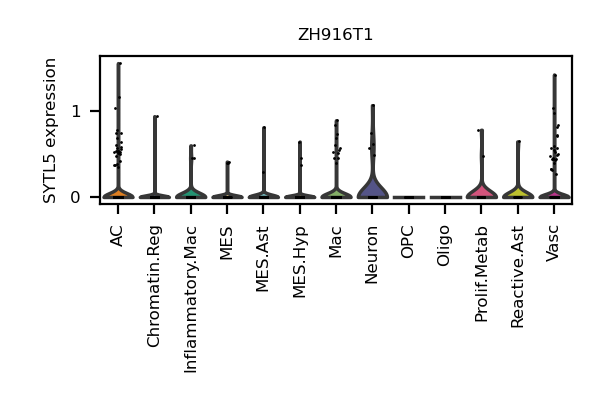 ZH916T1
SYTL5 expression
1
0
AC
Chromatin.Reg
Inflammatory.Mac
MES
MES.Ast
MES.Hyp
Mac
Neuron
OPC
Oligo
Prolif.Metab
Reactive.Ast
Vasc